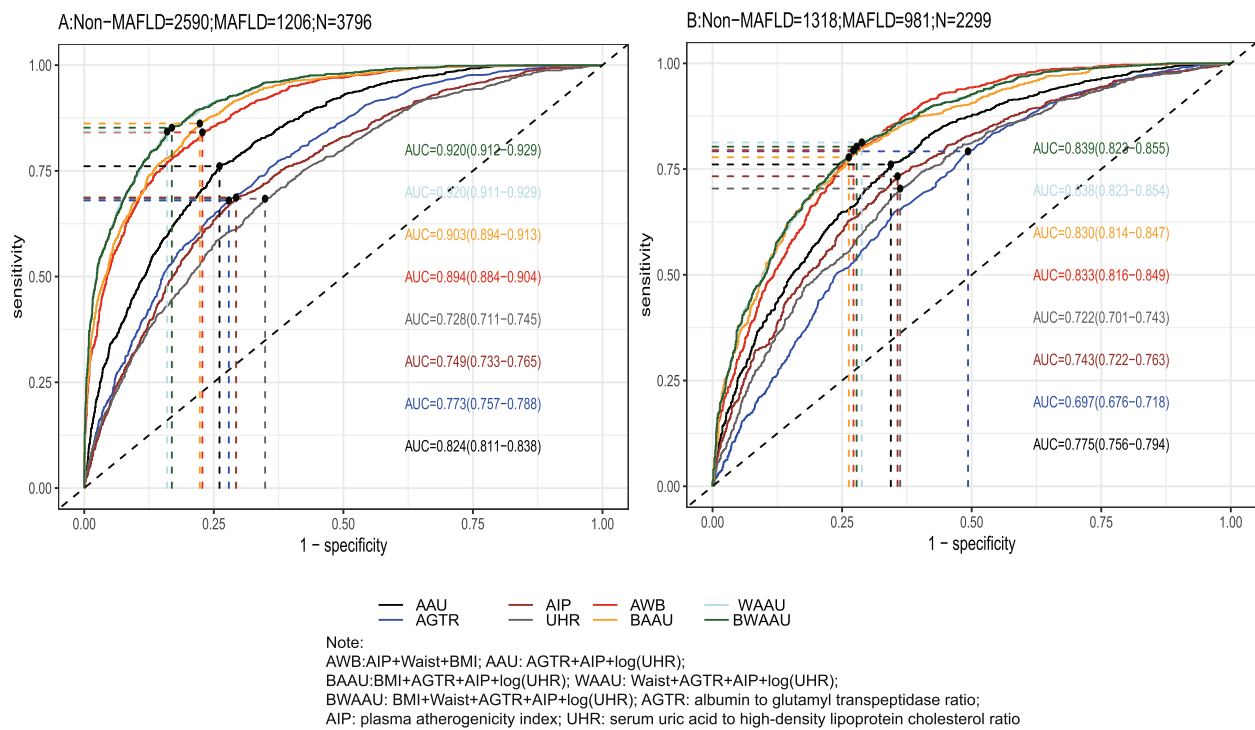 A:Non−MAFLD=2590;MAFLD=1206;N=3796
sensitivity
1.00
0.75
0.50
0.25
0.00
AUC=0.920(0.912−0.929)
AUC=0.920(0.911−0.929)
AUC=0.903(0.894−0.913)
AUC=0.894(0.884−0.904)
AUC=0.728(0.711−0.745)
AUC=0.749(0.733−0.765)
AUC=0.773(0.757−0.788)
AUC=0.824(0.811−0.838)
0.00 0.25 0.50 0.75 1.00
1 − specificity
B:Non−MAFLD=1318;MAFLD=981;N=2299
sensitivity
1.00
0.75
0.50
0.25
0.00
AUC=0.839(0.822−0.855)
AUC=0.838(0.823−0.854)
AUC=0.830(0.814−0.847)
AUC=0.833(0.816−0.849)
AUC=0.722(0.701−0.743)
AUC=0.743(0.722−0.763)
AUC=0.697(0.676−0.718)
AUC=0.775(0.756−0.794)
0.00 0.25 0.50 0.75 1.00
1 − specificity
AAU AIP AWB WAAU
AGTR UHR BAAU BWAAU
Note:
AWB:AIP+Waist+BMI; AAU: AGTR+AIP+log(UHR);
BAAU:BMI+AGTR+AIP+log(UHR); WAAU: Waist+AGTR+AIP+log(UHR);
BWAAU: BMI+Waist+AGTR+AIP+log(UHR); AGTR: albumin to glutamyl transpeptidase ratio;
AIP: plasma atherogenicity index; UHR: serum uric acid to high-density lipoprotein cholesterol ratio